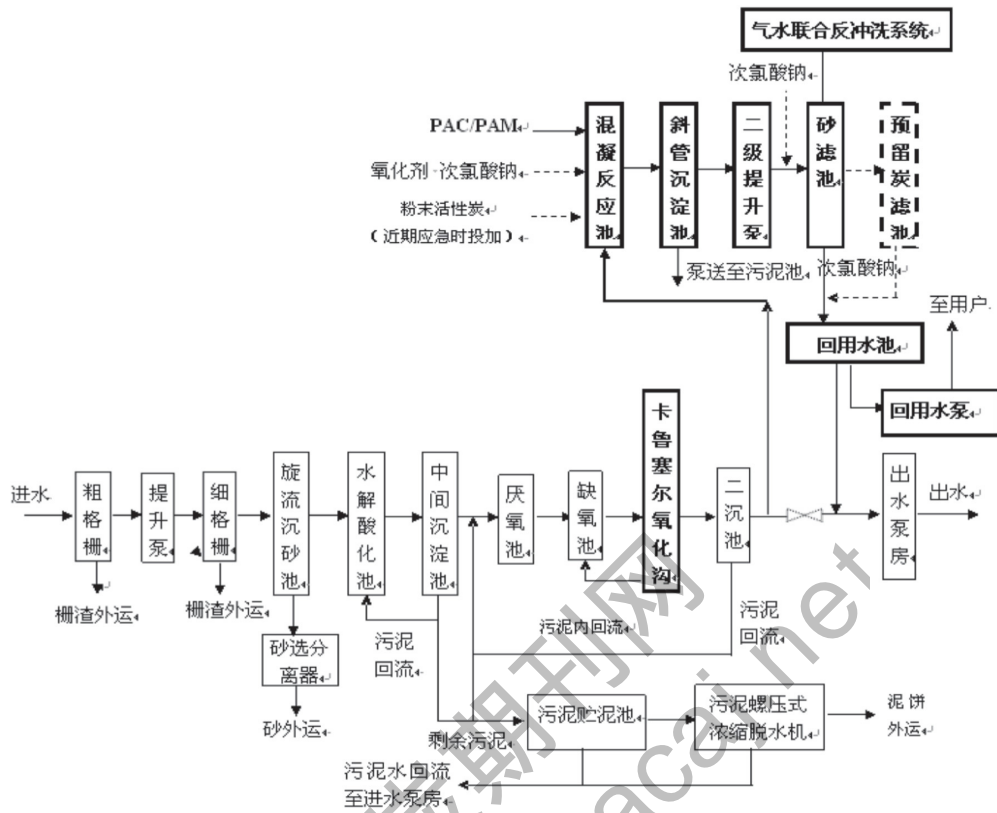 气水联合反冲洗系统
次氯酸钠
PAC/PAM
氧化剂·次氯酸钠
粉末活性炭
(近期应急时投加)
混凝反应池
斜管沉淀池
二级提升泵
砂滤池
预留炭滤池
泵送至污泥池
次氯酸钠
至用户
回用水池
回用水泵
进水
粗格栅
提升泵
细格栅
旋流沉砂池
水解酸化池
中间沉淀池
厌氧池
缺氧池
卡鲁塞尔氧化沟
二沉池
出水泵房
出水
栅渣外运
栅渣外运
污泥
回流
污泥内回流
污泥
回流
砂选分
离器
砂外运
剩余污泥
污泥贮泥池
污泥螺压式
浓缩脱水机
泥饼
外运
污泥水回流
至进水泵房
期刊网